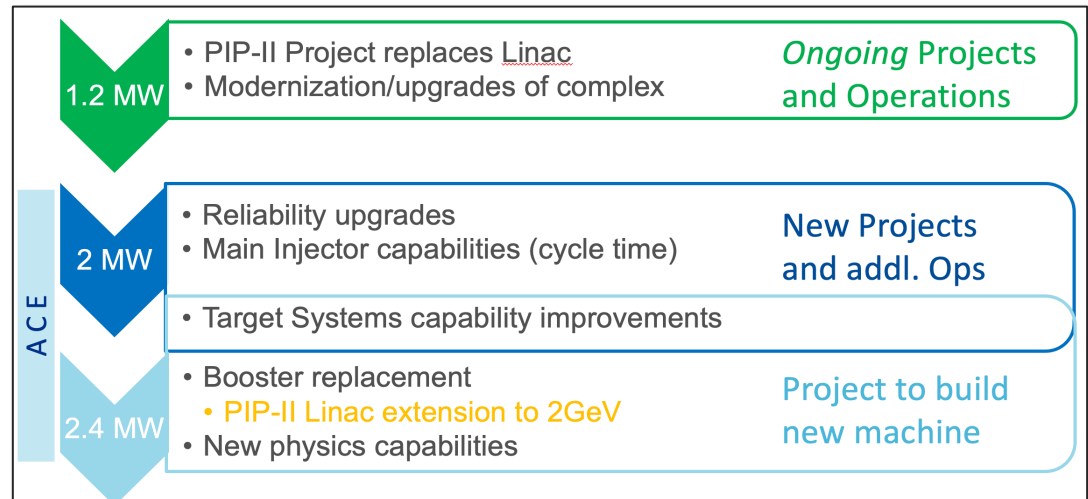 1.2 MW
• PIP-II Project replaces Linac
• Modernization/upgrades of complex
Ongoing Projects
and Operations
ACE
2 MW
• Reliability upgrades
• Main Injector capabilities (cycle time)
New Projects
and addl. Ops
• Target Systems capability improvements
2.4 MW
• Booster replacement
• PIP-II Linac extension to 2GeV
• New physics capabilities
Project to build
new machine